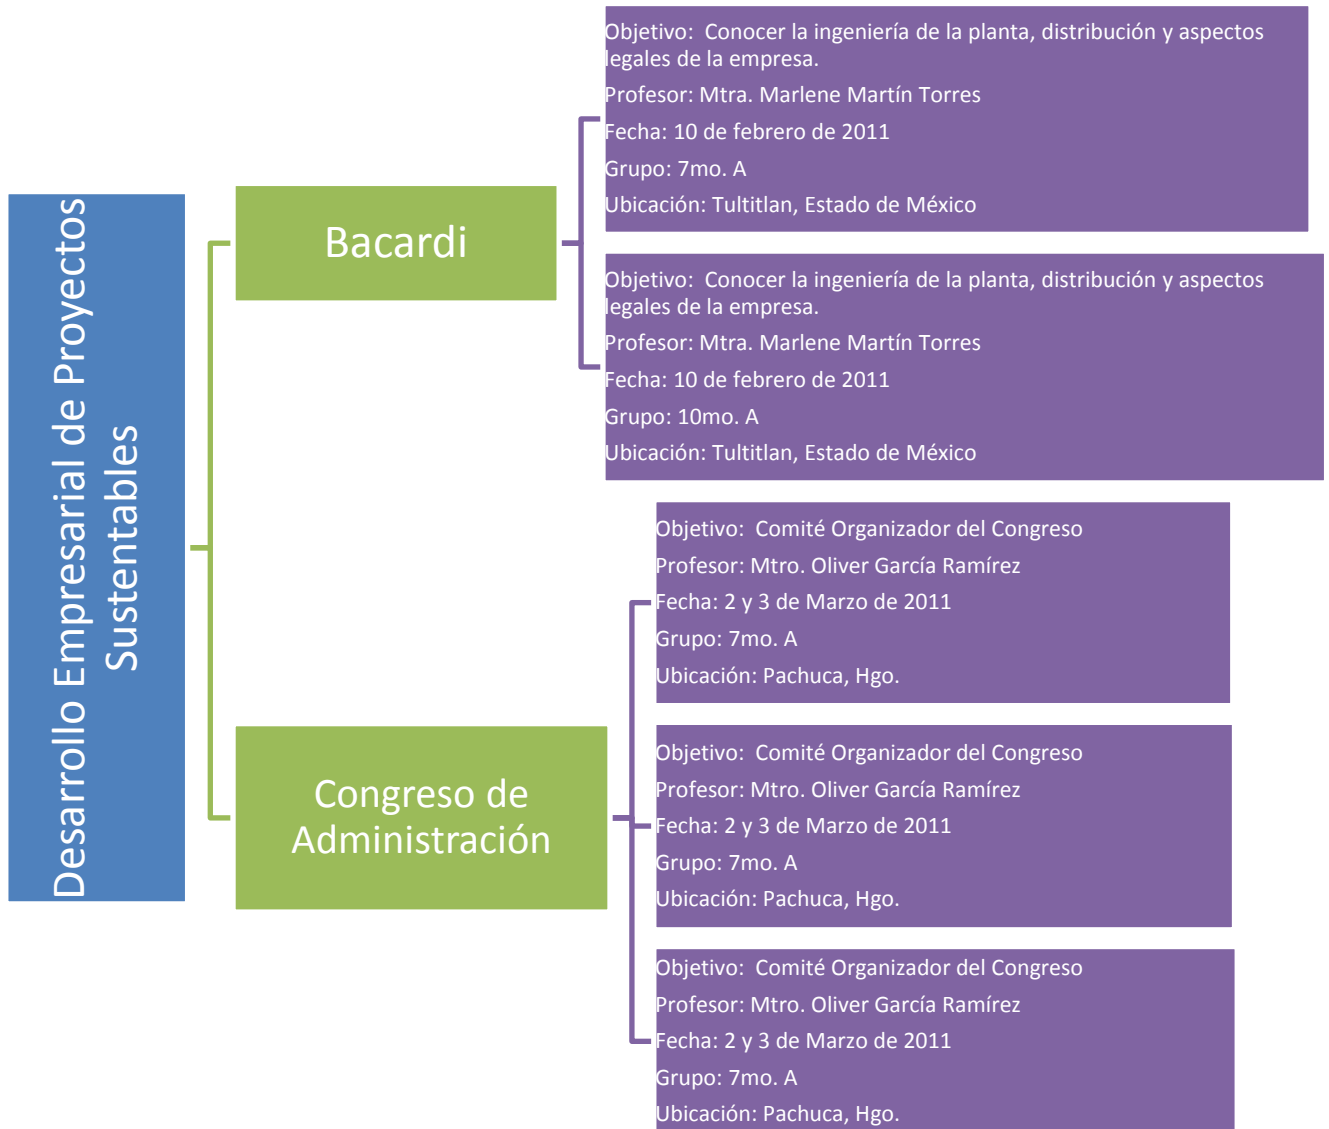 Desarrollo Empresarial de Proyectos
Sustentables
Bacardi
Objetivo:  Conocer la ingeniería de la planta, distribución y aspectos
legales de la empresa.
Profesor: Mtra. Marlene Martín Torres
Fecha: 10 de febrero de 2011
Grupo: 7mo. A
Ubicación: Tultitlan, Estado de México
Objetivo:  Conocer la ingeniería de la planta, distribución y aspectos
legales de la empresa.
Profesor: Mtra. Marlene Martín Torres
Fecha: 10 de febrero de 2011
Grupo: 10mo. A
Ubicación: Tultitlan, Estado de México
Congreso de
Administración
Objetivo:  Comité Organizador del Congreso
Profesor: Mtro. Oliver García Ramírez
Fecha: 2 y 3 de Marzo de 2011
Grupo: 7mo. A
Ubicación: Pachuca, Hgo.
Objetivo:  Comité Organizador del Congreso
Profesor: Mtro. Oliver García Ramírez
Fecha: 2 y 3 de Marzo de 2011
Grupo: 7mo. A
Ubicación: Pachuca, Hgo.
Objetivo:  Comité Organizador del Congreso
Profesor: Mtro. Oliver García Ramírez
Fecha: 2 y 3 de Marzo de 2011
Grupo: 7mo. A
Ubicación: Pachuca, Hgo.